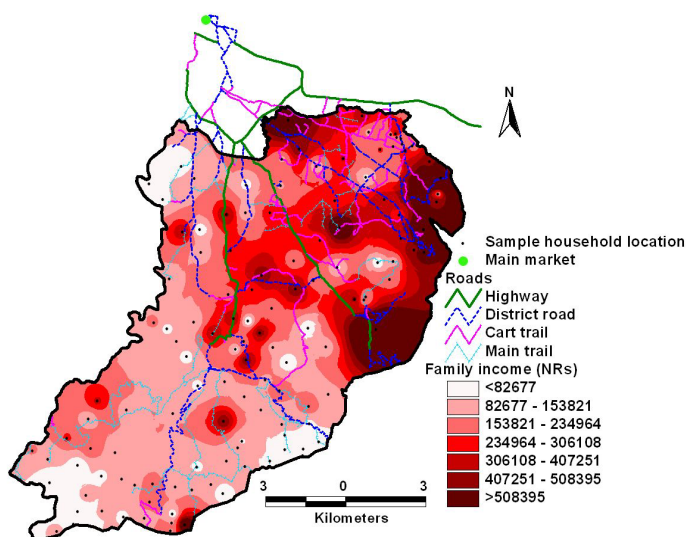 N
Sample household location
Main market
Roads
Highway
District road
Cart trail
Main trail
Family income (NRs)
<82677
82677 - 153821
153821 - 234964
234964 - 306108
306108 - 407251
407251 - 508395
>508395
3 0 3
Kilometers